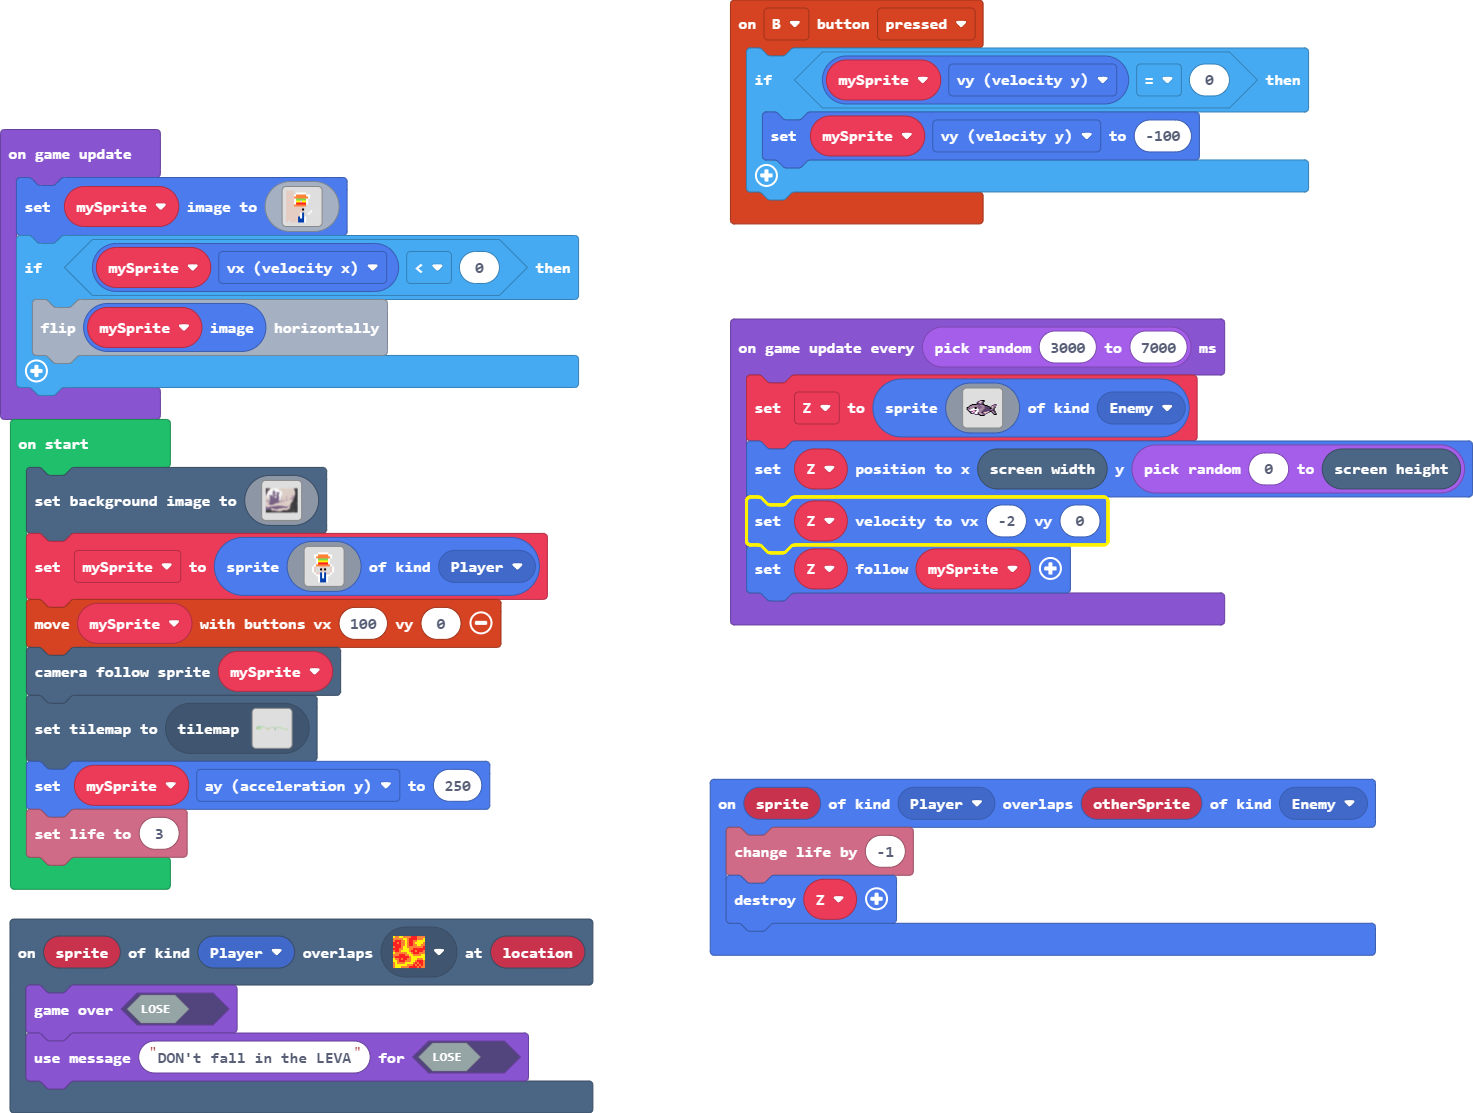 on game update
set mySprite image to
if mySprite vx (velocity x) < 0 then
flip mySprite image horizontally
on start
set background image to
set mySprite to sprite of kind Player
move mySprite with buttons vx 100 vy 0
camera follow sprite mySprite
set tilemap to tilemap
set mySprite ay (acceleration y) to 250
set life to 3
on sprite of kind Player overlaps at location
game over LOSE
use message "DON't fall in the LEVA" for LOSE
on B button pressed
if mySprite vy (velocity y) = 0 then
set mySprite vy (velocity y) to -100
on game update every pick random 3000 to 7000 ms
set Z to sprite of kind Enemy
set Z position to x screen width y pick random 0 to screen height
set Z velocity to vx -2 vy 0
set Z follow mySprite
on sprite of kind Player overlaps otherSprite of kind Enemy
change life by -1
destroy Z